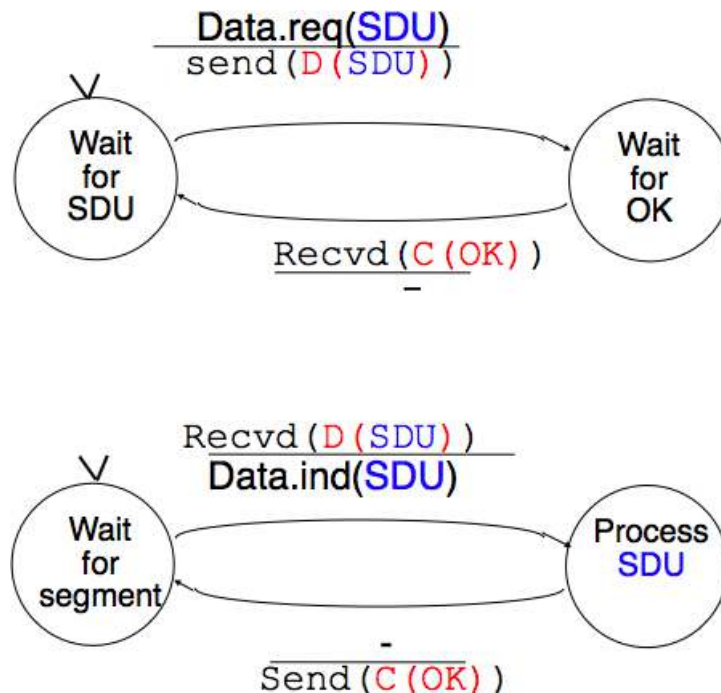 Data.req(SDU)
send(D(SDU))
Wait
for
SDU
Wait
for
OK
Recvd(C(OK))
-
Recvd(D(SDU))
Data.ind(SDU)
Wait
for
segment
Process
SDU
-
Send(C(OK))